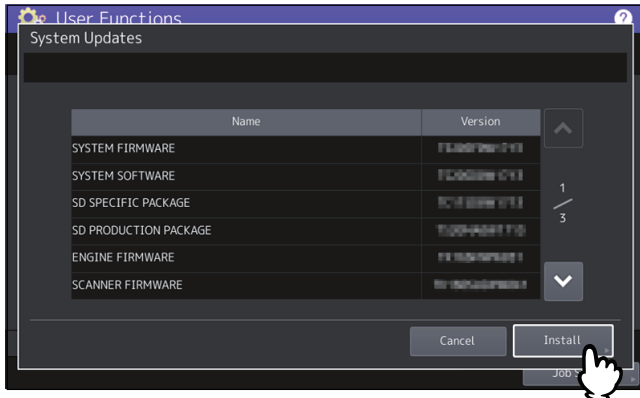 User Functions
?
System Updates
Name Version
SYSTEM FIRMWARE
SYSTEM SOFTWARE
SD SPECIFIC PACKAGE
SD PRODUCTION PACKAGE
ENGINE FIRMWARE
SCANNER FIRMWARE
1
3
Cancel Install
Job